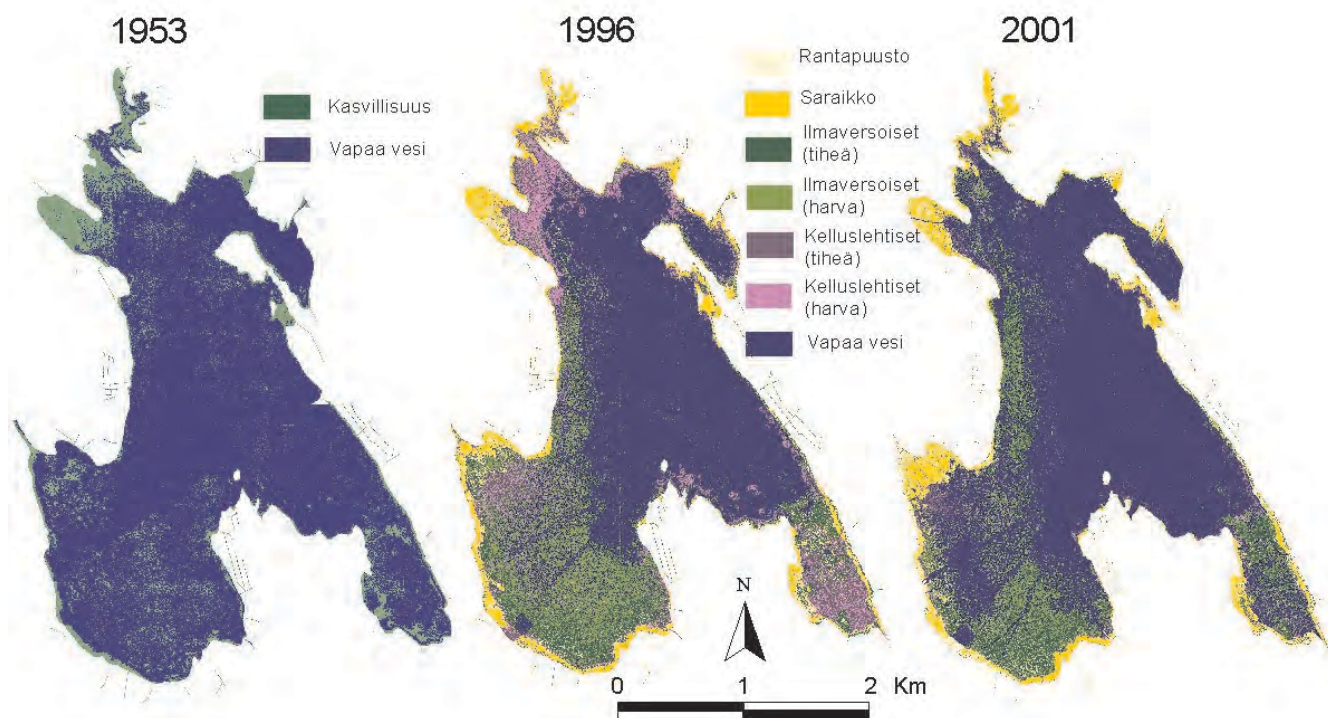 1953
1996
2001
Kasvillisuus
Vapaa vesi
Rantapuusto
Saraikko
Ilmaversoiset
(tiheä)
Ilmaversoiset
(harva)
Kelluslehtiset
(tiheä)
Kelluslehtiset
(harva)
Vapaa vesi
N
0 1 2 Km